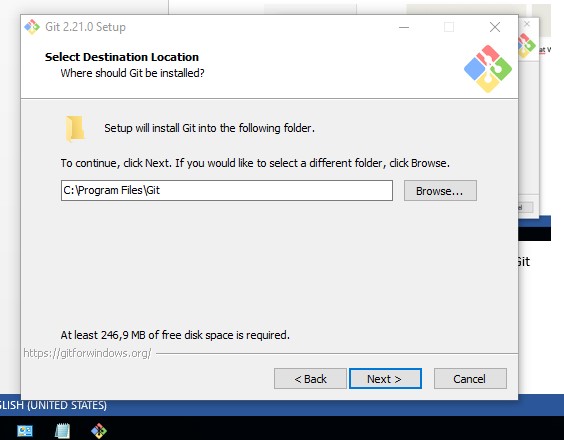 Git 2.21.0 Setup
Select Destination Location
Where should Git be installed?
Setup will install Git into the following folder.
To continue, click Next. If you would like to select a different folder, click Browse.
C:\Program Files\Git
Browse...
At least 246,9 MB of free disk space is required.
https://gitforwindows.org/
< Back
Next >
Cancel
(UNITED STATES)